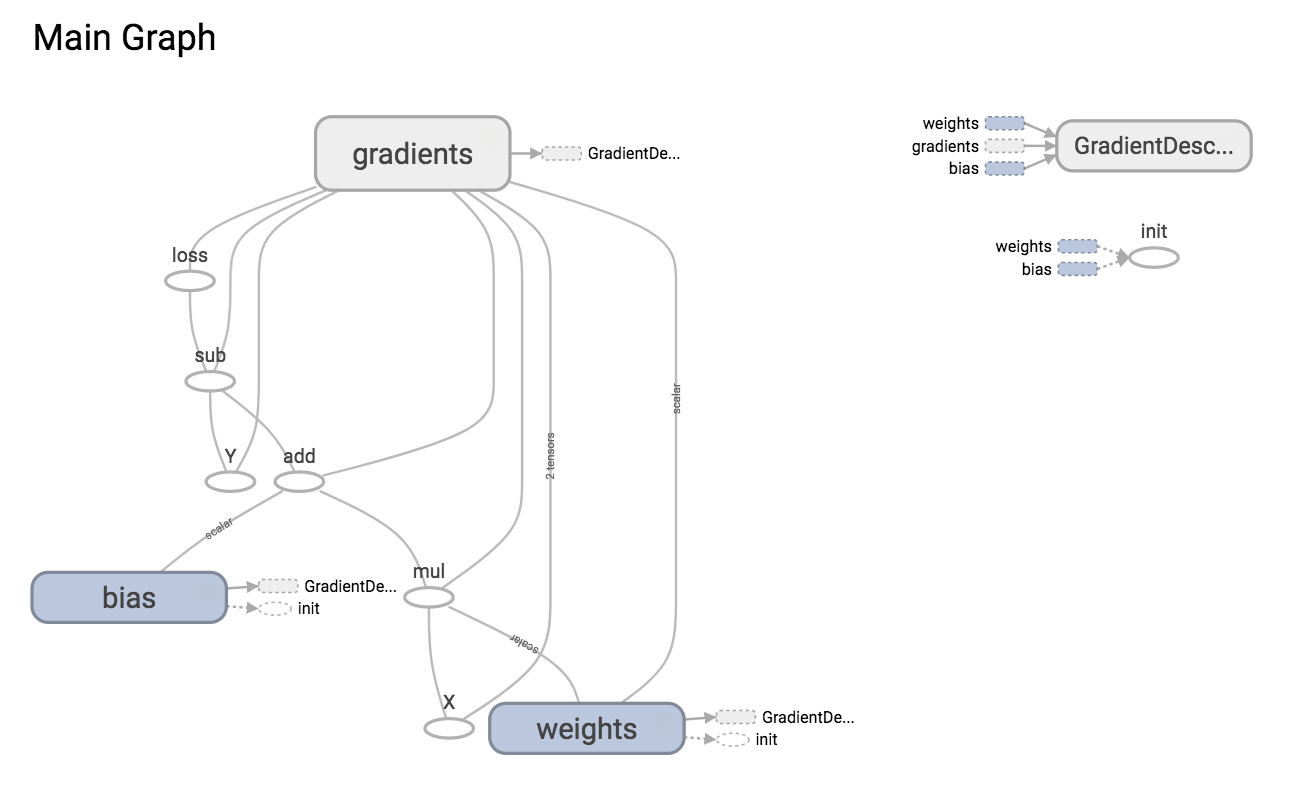 Main Graph
gradients
GradientDe...
weights
gradients
bias
GradientDesc...
init
weights
bias
loss
sub
scalar
2 tensors
Y
add
scalar
mul
bias
GradientDe...
init
scalar
X
weights
GradientDe...
init